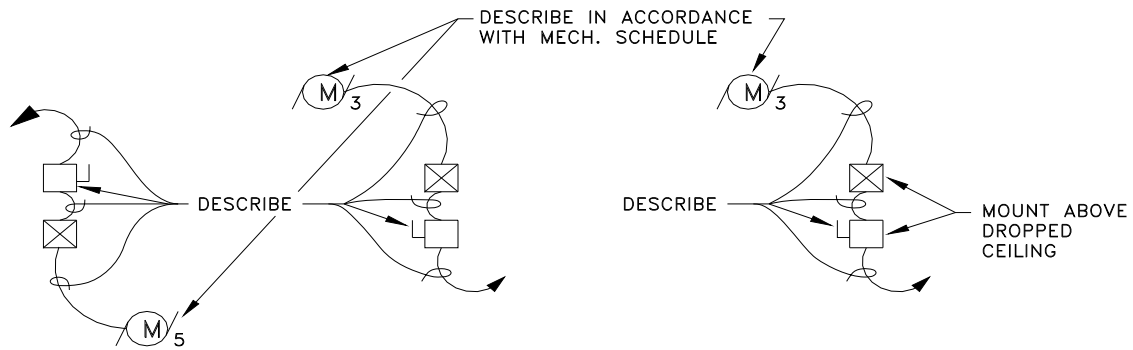 DESCRIBE IN ACCORDANCE
WITH MECH. SCHEDULE
M
3
M
3
DESCRIBE
DESCRIBE
MOUNT ABOVE
DROPPED
CEILING
M
5